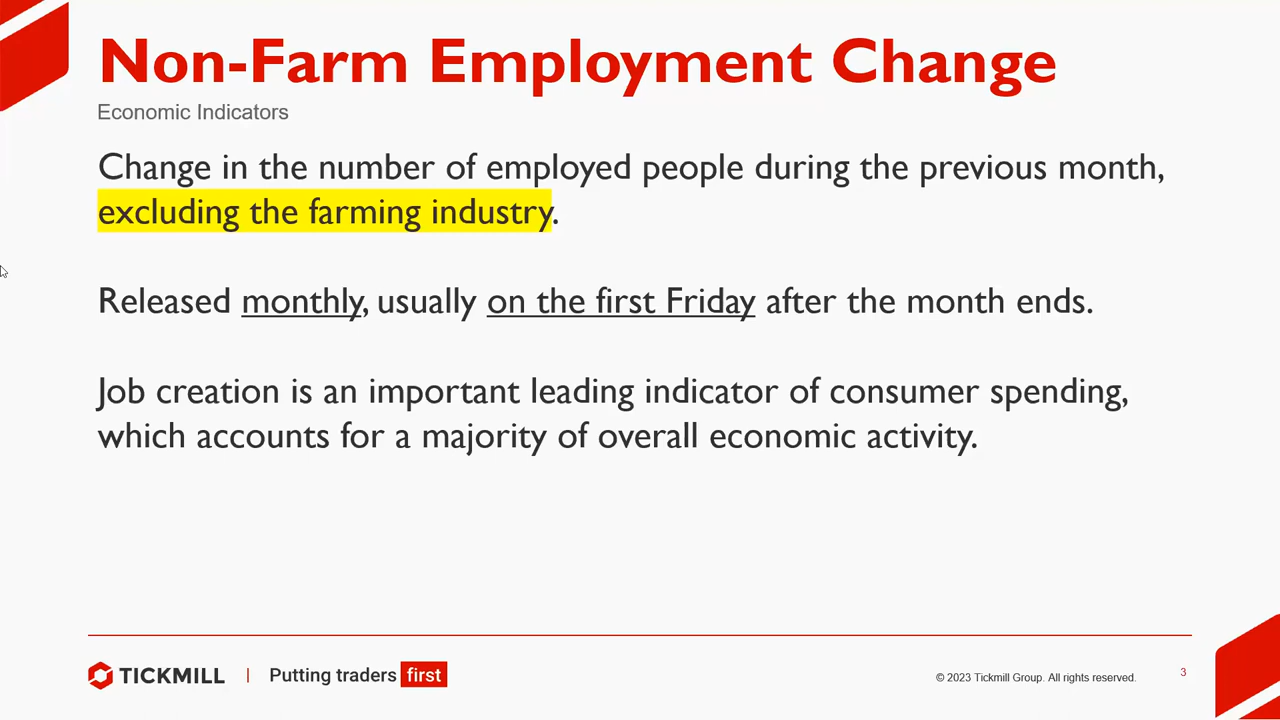 Non-Farm Employment Change
Economic Indicators
Change in the number of employed people during the previous month,
excluding the farming industry.
Released monthly, usually on the first Friday after the month ends.
Job creation is an important leading indicator of consumer spending,
which accounts for a majority of overall economic activity.
TICKMILL | Putting traders first
© 2023 Tickmill Group. All rights reserved.
3